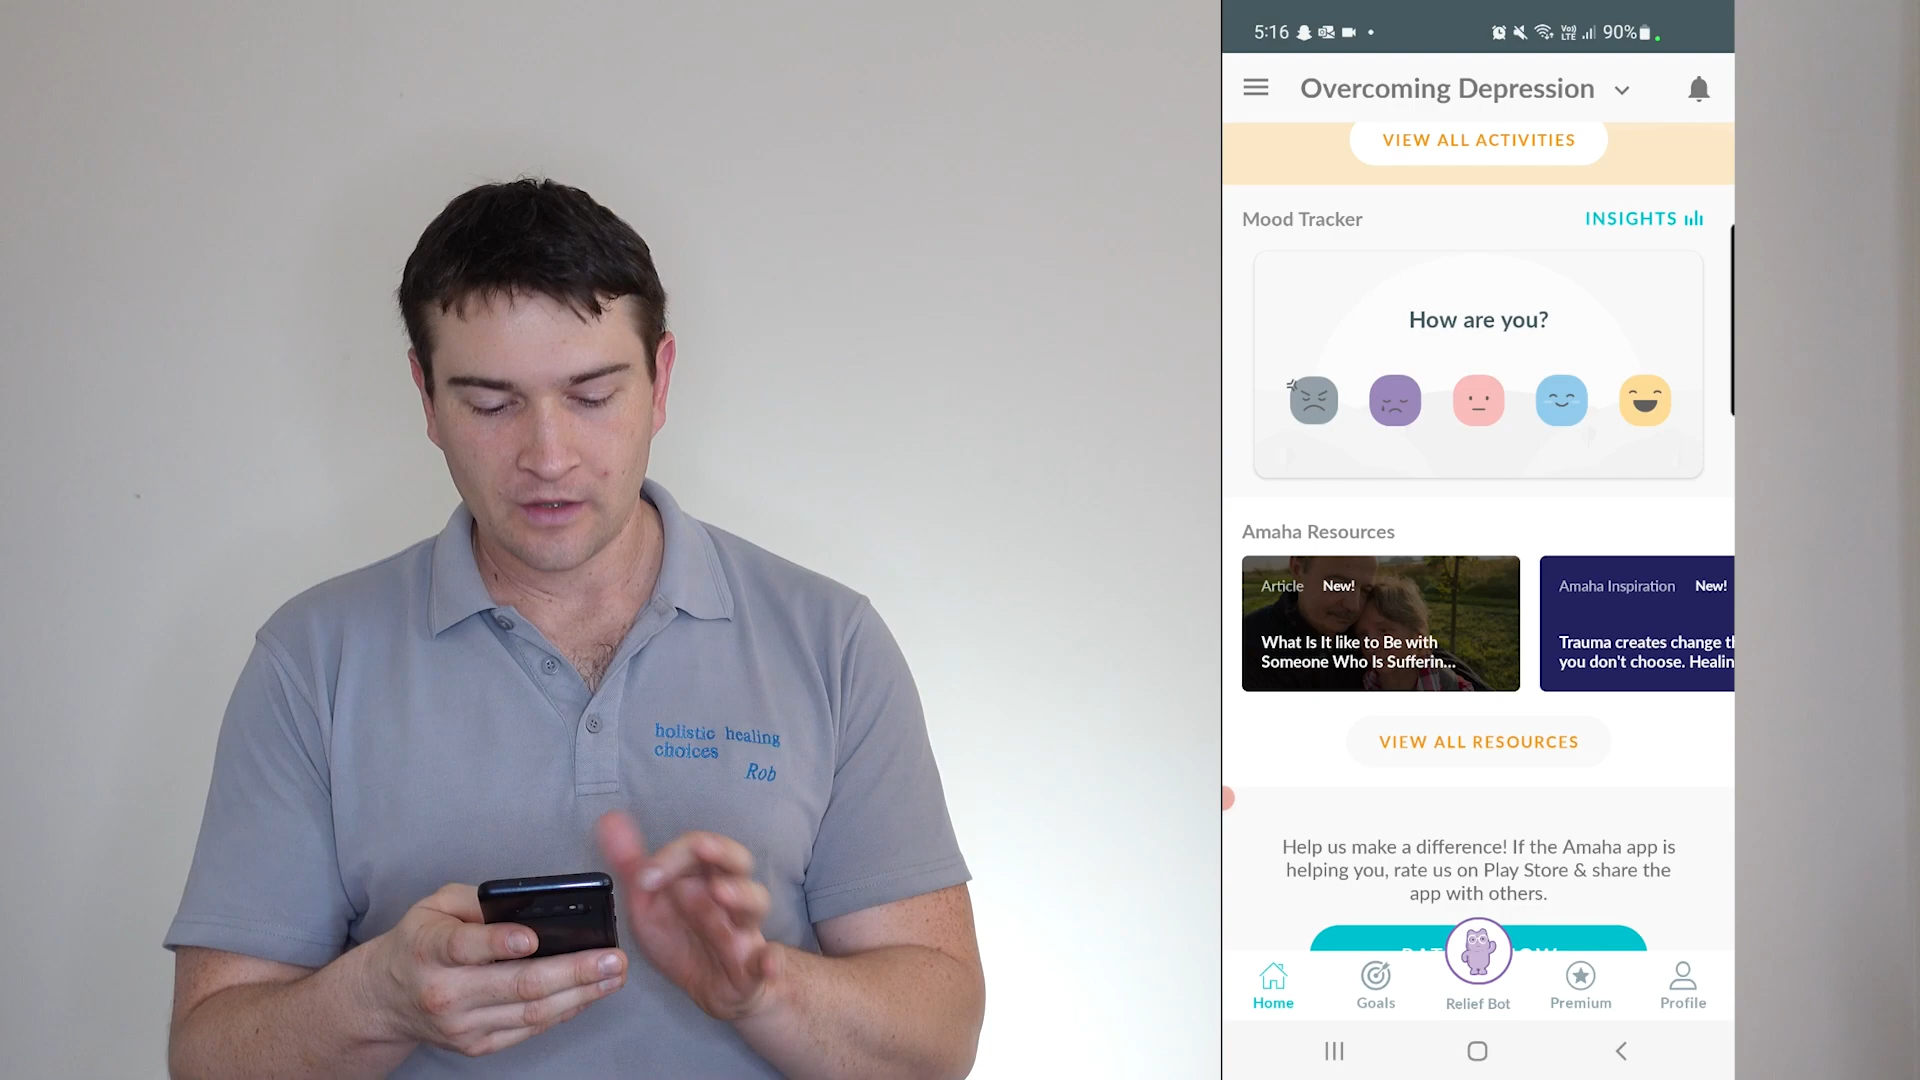 holistic healing
choices
Rob
5:16
Vo))
LTE
90%
Overcoming Depression
VIEW ALL ACTIVITIES
Mood Tracker
INSIGHTS
How are you?
Amaha Resources
Article New!
What Is It like to Be with
Someone Who Is Sufferin...
Amaha Inspiration New!
Trauma creates change
you don't choose. Healin
VIEW ALL RESOURCES
Help us make a difference! If the Amaha app is
helping you, rate us on Play Store & share the
app with others.
Home
Goals
Relief Bot
Premium
Profile